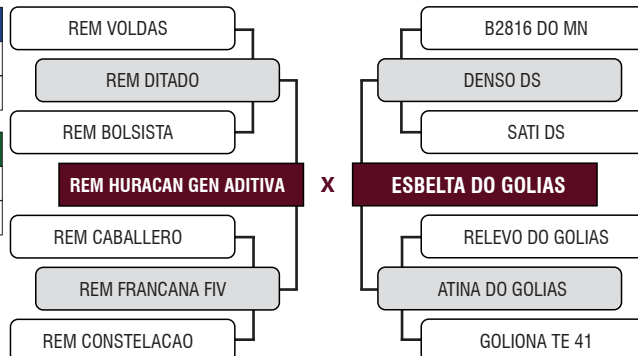 REM VOLDAS
REM DITADO
REM BOLSISTA
REM HURACAN GEN ADITIVA
REM CABALLERO
REM FRANCANA FIV
REM CONSTELACAO
X
B2816 DO MN
DENSO DS
SATI DS
ESBELTA DO GOLIAS
RELEVO DO GOLIAS
ATINA DO GOLIAS
GOLIONA TE 41